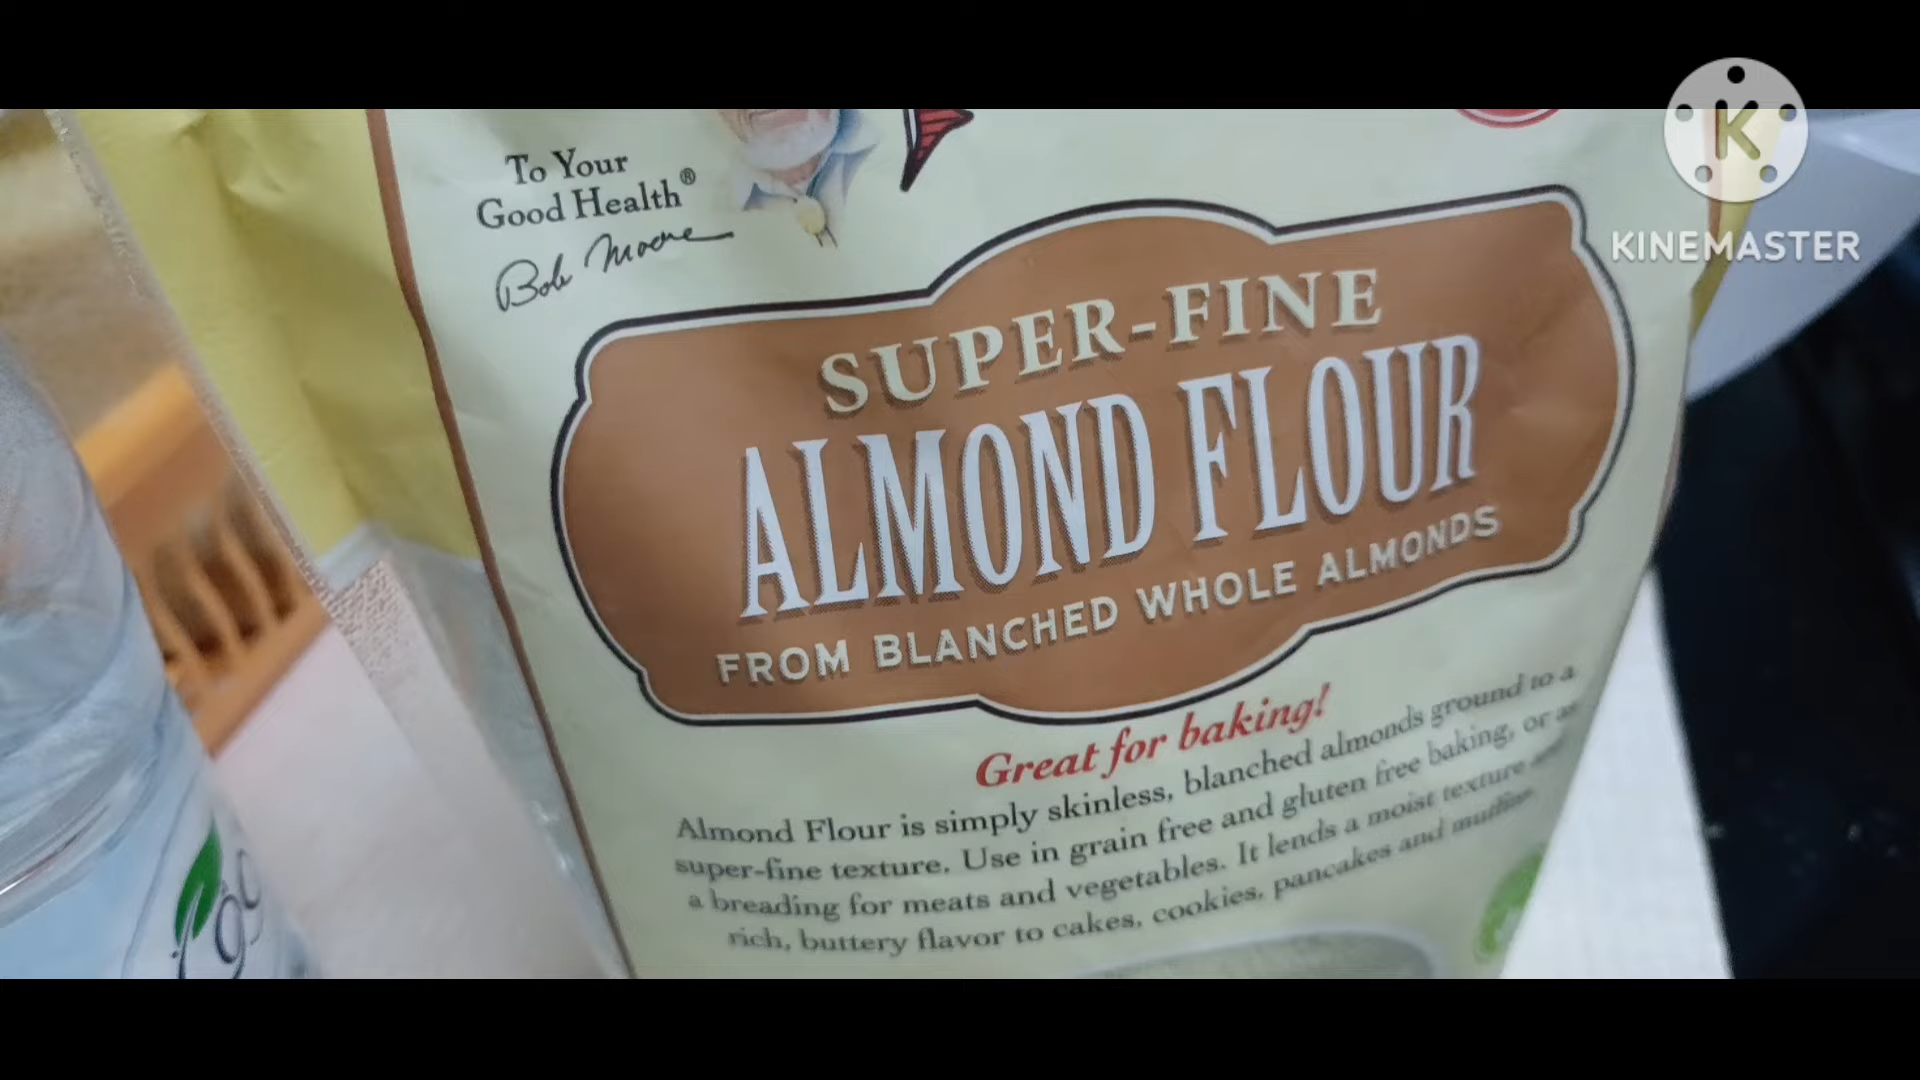 K
KINEMASTER
To Your
Good Health®
Bob Moore
SUPER-FINE
ALMOND FLOUR
FROM BLANCHED WHOLE ALMONDS
Great for baking!
Almond Flour is simply skinless, blanched almonds ground to a
super-fine texture. Use in grain free and gluten free baking, or as
a breading for meats and vegetables. It lends a moist texture and
rich, buttery flavor to cakes, cookies, pancakes and muffins.